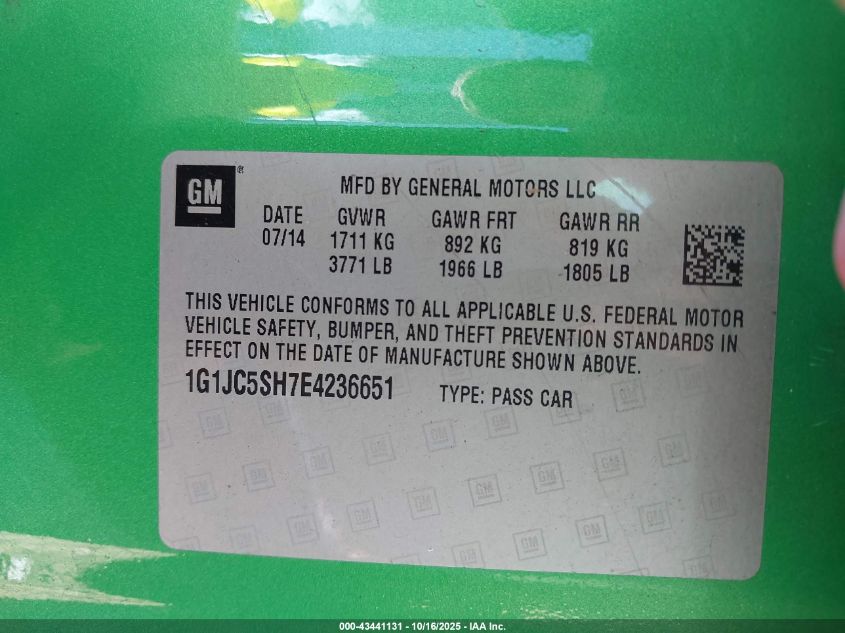 GM®
MFD BY GENERAL MOTORS LLC
DATE GVWR GAWR FRT GAWR RR
07/14 1711 KG 892 KG 819 KG
3771 LB 1966 LB 1805 LB
THIS VEHICLE CONFORMS TO ALL APPLICABLE U.S. FEDERAL MOTOR
VEHICLE SAFETY, BUMPER, AND THEFT PREVENTION STANDARDS IN
EFFECT ON THE DATE OF MANUFACTURE SHOWN ABOVE.
1G1JC5SH7E4236651 TYPE: PASS CAR
000-43441131 - 10/16/2025 - IAA Inc.